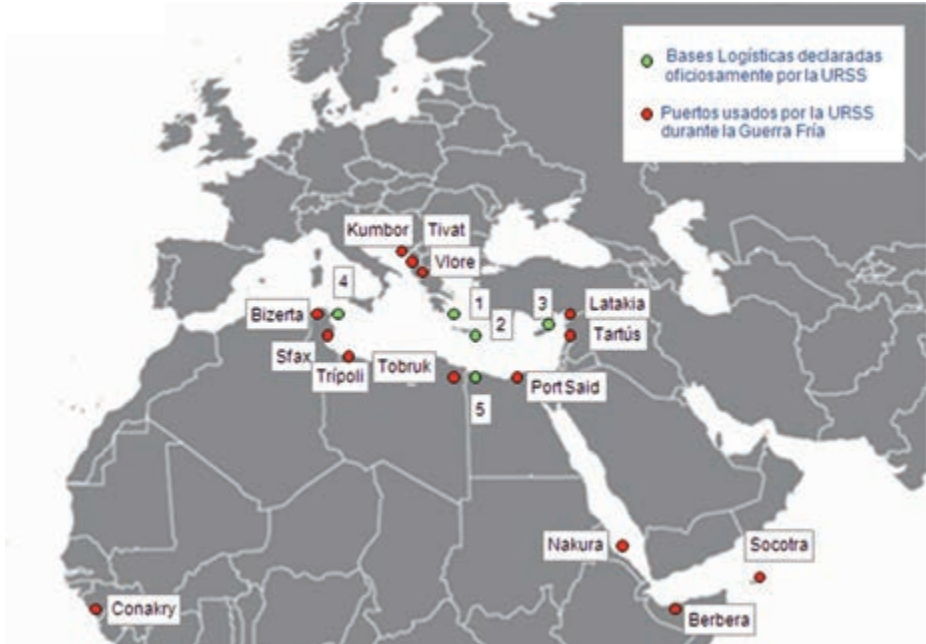 Bases Logísticas declaradas
oficiosamente por la URSS
Puertos usados por la URSS
durante la Guerra Fría
Kumbor
Tivat
Vlore
4
1
3
Latakia
Bizerta
2
Tartús
Sfax
Trípoli
Tobruk
Port Said
5
Nakura
Socotra
Conakry
Berbera